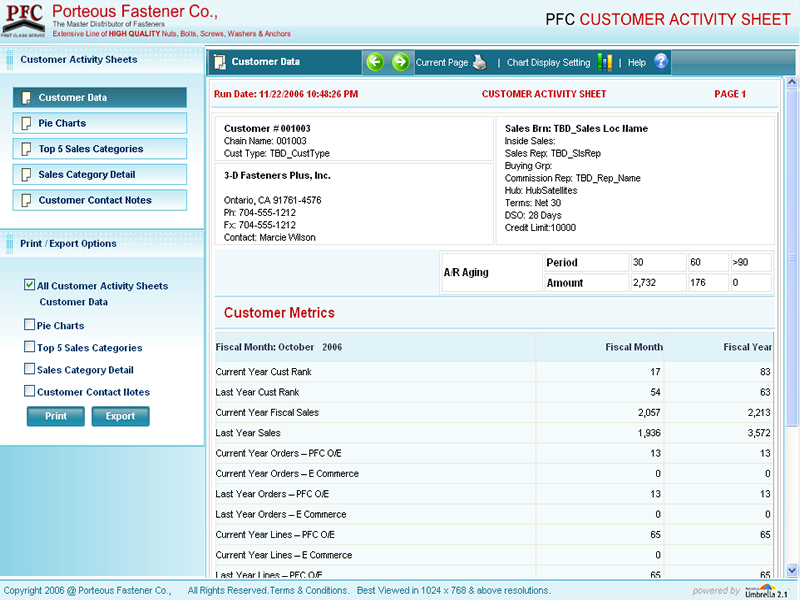 PFC
FIRST CLASS SERVICE
Porteous Fastener Co.,
The Master Distributor of Fasteners
Extensive Line of HIGH QUALITY Nuts, Bolts, Screws, Washers & Anchors
PFC CUSTOMER ACTIVITY SHEET
Customer Activity Sheets
Customer Data
Pie Charts
Top 5 Sales Categories
Sales Category Detail
Customer Contact Notes
Print / Export Options
All Customer Activity Sheets
Customer Data
Pie Charts
Top 5 Sales Categories
Sales Category Detail
Customer Contact Notes
Print Export
Customer Data Current Page | Chart Display Setting | Help ?
Run Date: 11/22/2006 10:48:26 PM CUSTOMER ACTIVITY SHEET PAGE 1
Customer # 001003
Chain Name: 001003
Cust Type: TBD_CustType
3-D Fasteners Plus, Inc.
Ontario, CA 91761-4576
Ph: 704-555-1212
Fx: 704-555-1212
Contact: Marcie Wilson
Sales Brn: TBD_Sales Loc Name
Inside Sales:
Sales Rep: TBD_SlsRep
Buying Grp:
Commission Rep: TBD_Rep_Name
Hub: HubSatellites
Terms: Net 30
DSO: 28 Days
Credit Limit:10000
A/R Aging
Period 30 60 >90
Amount 2,732 176 0
Customer Metrics
Fiscal Month: October 2006 Fiscal Month Fiscal Year
Current Year Cust Rank 17 83
Last Year Cust Rank 54 63
Current Year Fiscal Sales 2,057 2,213
Last Year Sales 1,936 3,572
Current Year Orders – PFC O/E 13 13
Current Year Orders – E Commerce 0 0
Last Year Orders – PFC O/E 13 13
Last Year Orders – E Commerce 0 0
Current Year Lines – PFC O/E 65 65
Current Year Lines – E Commerce 0
Last Year Lines – PFC O/E 65 65
Copyright 2006 @ Porteous Fastener Co., All Rights Reserved.Terms & Conditions. Best Viewed in 1024 x 768 & above resolutions.
powered by Umbrella 2.1